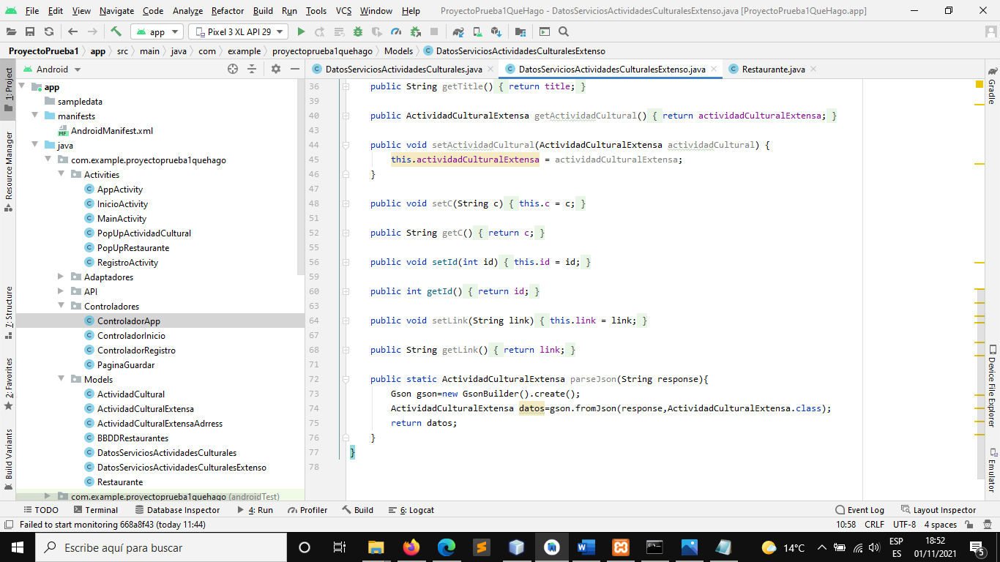 File Edit View Navigate Code Analyze Refactor Build Run Tools VCS Window Help ProyectoPrueba1QueHago - DatosServiciosActividadesCulturalesExtenso.java [ProyectoPrueba1QueHago.app]
app Pixel 3 XL API 29
ProyectoPrueba1 app src main java com example proyectoprueba1quehago Models DatosServiciosActividadesCulturalesExtenso
Android
DatosServiciosActividadesCulturales.java DatosServiciosActividadesCulturalesExtenso.java Restaurante.java
1: Project
Resource Manager
7: Structure
2: Favorites
Build Variants
app
sampledata
manifests
AndroidManifest.xml
java
com.example.proyectoprueba1quehago
Activities
AppActivity
InicioActivity
MainActivity
PopUpActividadCultural
PopUpRestaurante
RegistroActivity
Adaptadores
API
Controladores
ControladorApp
ControladorInicio
ControladorRegistro
PaginaGuardar
Models
ActividadCultural
ActividadCulturalExtensa
ActividadCulturalExtensaAdrress
BBDDRestaurantes
DatosServiciosActividadesCulturales
DatosServiciosActividadesCulturalesExtenso
Restaurante
com.example.proyectoprueba1quehago (androidTest)
36 public String getTitle() { return title; }
39
40 public ActividadCulturalExtensa getActividadCultural() { return actividadCulturalExtensa; }
43
44 public void setActividadCultural(ActividadCulturalExtensa actividadCultural) {
45 this.actividadCulturalExtensa = actividadCulturalExtensa;
46 }
47
48 public void setC(String c) { this.c = c; }
51
52 public String getC() { return c; }
55
56 public void setId(int id) { this.id = id; }
59
60 public int getId() { return id; }
63
64 public void setLink(String link) { this.link = link; }
67
68 public String getLink() { return link; }
71
72 public static ActividadCulturalExtensa parseJson(String response){
73 Gson gson=new GsonBuilder().create();
74 ActividadCulturalExtensa datos=gson.fromJson(response,ActividadCulturalExtensa.class);
75 return datos;
76 }
77 }
78
Gradle
Device File Explorer
Emulator
TODO Terminal Database Inspector 4: Run Profiler Build 6: Logcat Event Log Layout Inspector
Failed to start monitoring 668a8f43 (today 11:44) 10:58 CRLF UTF-8 4 spaces
Escribe aquí para buscar
14°C
ESP
ES
18:52
01/11/2021
5